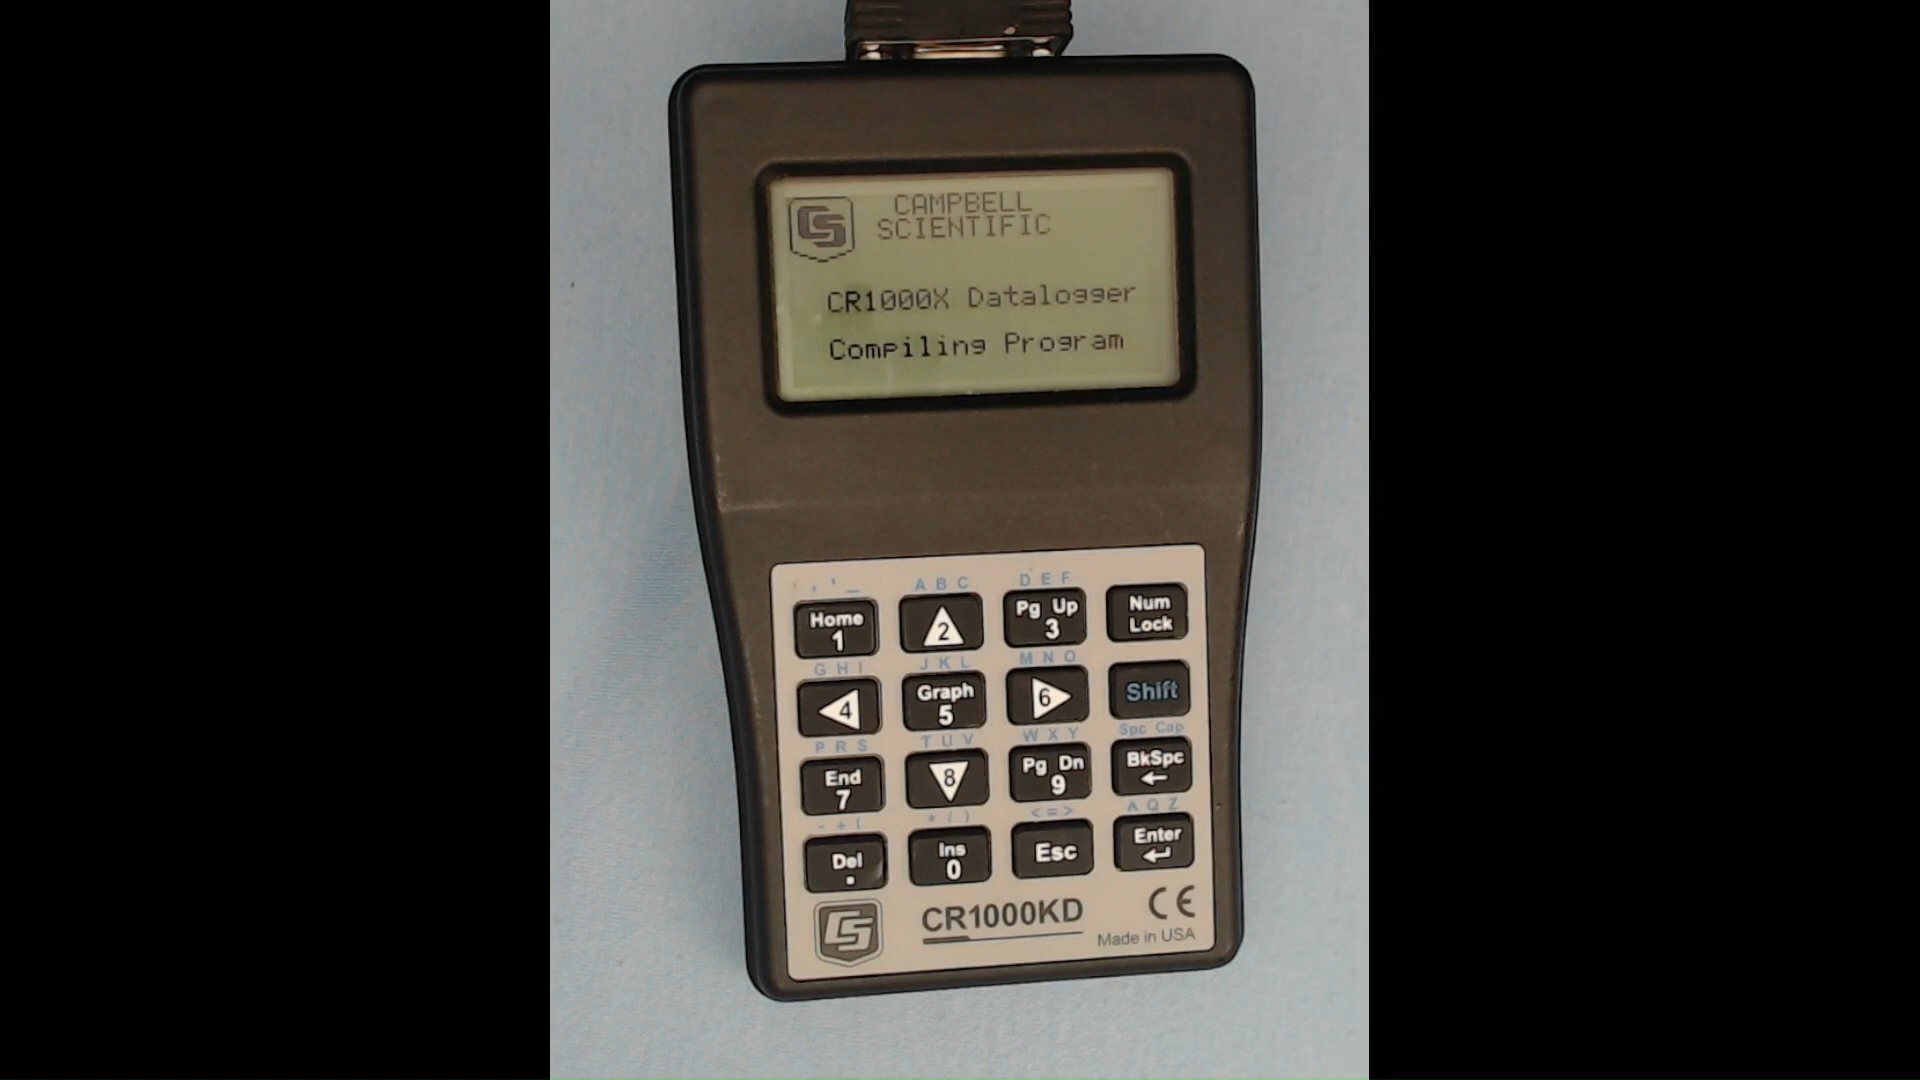 CS CAMPBELL
SCIENTIFIC
CR1000X Datalogger
Compiling Program
, ' _ A B C D E F
Home 1 2 Pg Up 3 Num Lock
G H I J K L M N O
4 Graph 5 6 Shift
P R S T U V W X Y Spc Cap
End 7 8 Pg Dn 9 BkSpc ←
- + ( * / ) < = > A Q Z
Del . Ins 0 Esc Enter ↵
CS CR1000KD CE
Made in USA